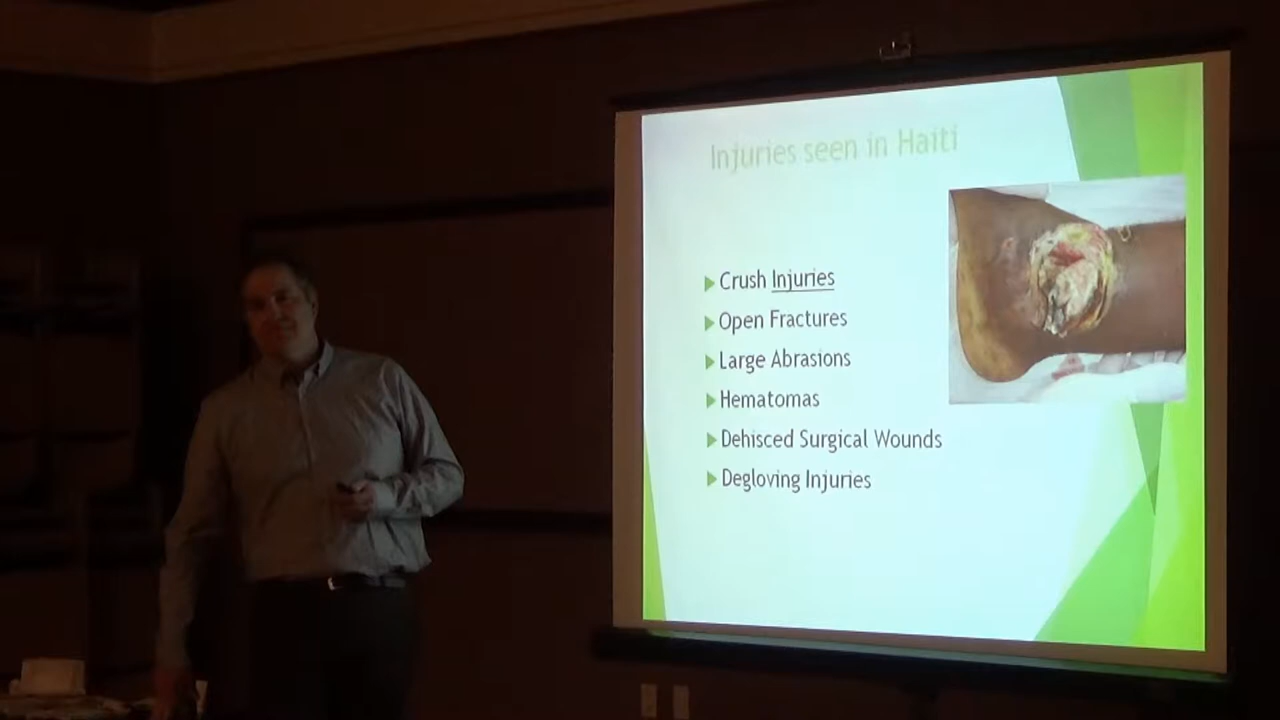 Injuries seen in Haiti
Crush Injuries
Open Fractures
Large Abrasions
Hematomas
Dehisced Surgical Wounds
Degloving Injuries